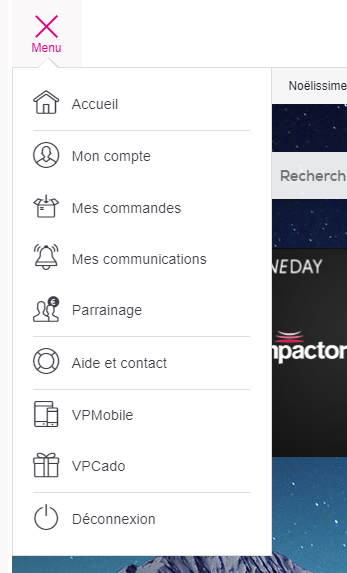 Menu
Noëlissime
Accueil
Mon compte
Recherch
Mes commandes
Mes communications
NEDAY
Parrainage
mpactor
Aide et contact
VPMobile
VPCado
Déconnexion